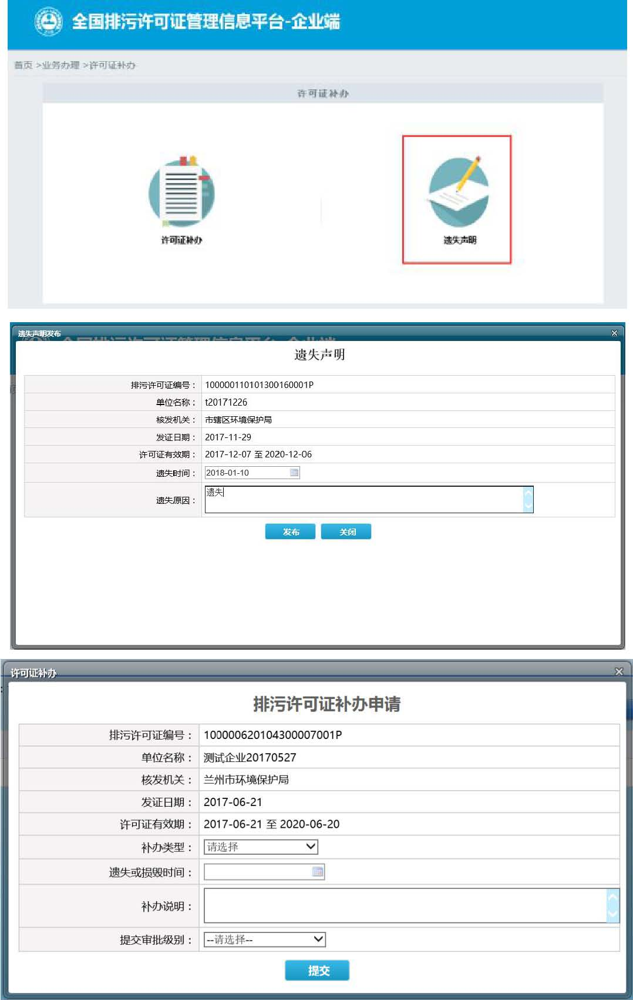 全国排污许可证管理信息平台-企业端
首页 >业务办理 >许可证补办
许可证补办
许可证补办
遗失声明
遗失声明发布
遗失声明
排污许可证编号： 100000110101300160001P
单位名称： t20171226
核发机关： 市辖区环境保护局
发证日期： 2017-11-29
许可证有效期： 2017-12-07 至 2020-12-06
遗失时间： 2018-01-10
遗失原因： 遗失
发布 关闭
许可证补办
排污许可证补办申请
排污许可证编号： 100000620104300007001P
单位名称： 测试企业20170527
核发机关： 兰州市环境保护局
发证日期： 2017-06-21
许可证有效期： 2017-06-21 至 2020-06-20
补办类型： 请选择
遗失或损毁时间：
补办说明：
提交审批级别： --请选择--
提交